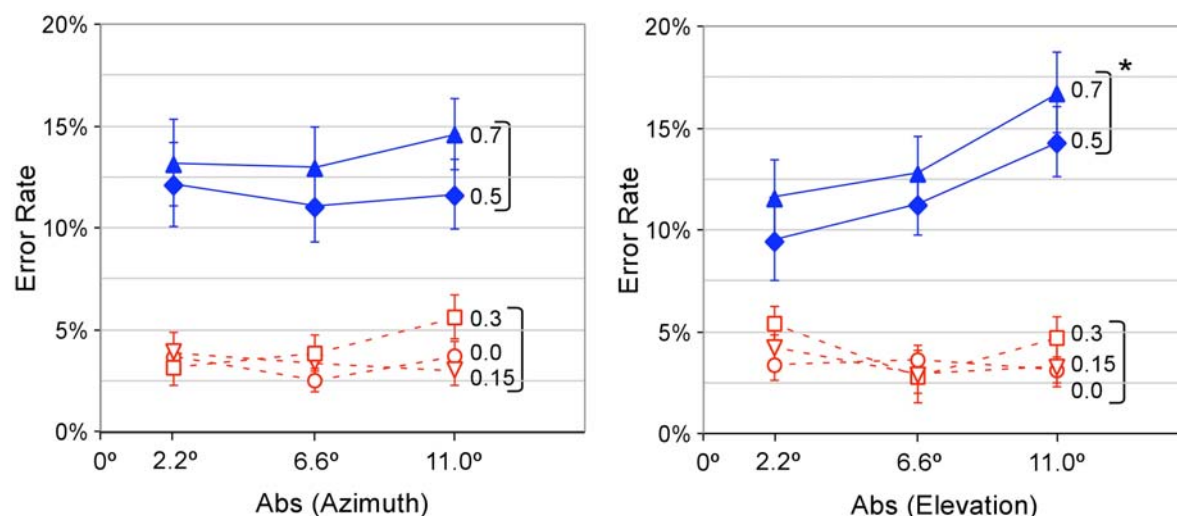 20%
15%
10%
5%
0%
Error Rate
0.7
0.5
0.3
0.0
0.15
0º
2.2º
6.6º
11.0º
Abs (Azimuth)
20%
15%
10%
5%
0%
Error Rate
*
0.7
0.5
0.3
0.15
0.0
0º
2.2º
6.6º
11.0º
Abs (Elevation)